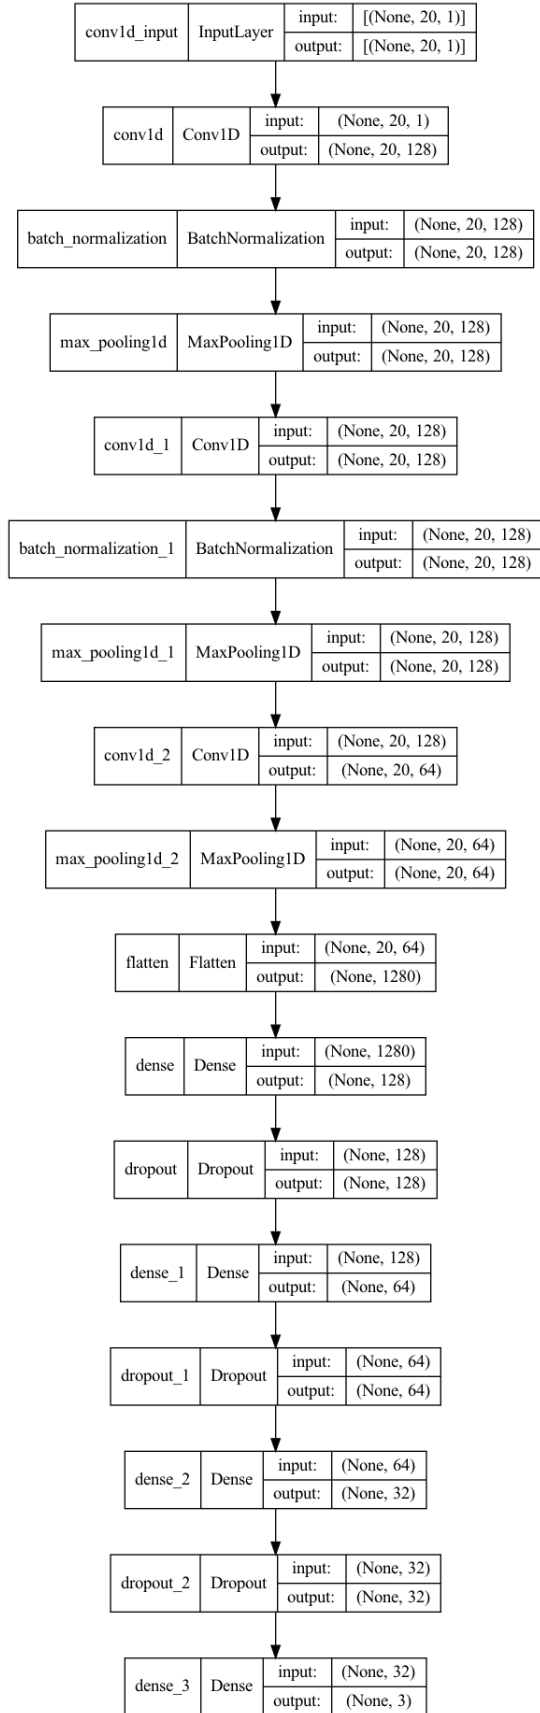 conv1d_input InputLayer input: [(None, 20, 1)]
output: [(None, 20, 1)]
conv1d Conv1D input: (None, 20, 1)
output: (None, 20, 128)
batch_normalization BatchNormalization input: (None, 20, 128)
output: (None, 20, 128)
max_pooling1d MaxPooling1D input: (None, 20, 128)
output: (None, 20, 128)
conv1d_1 Conv1D input: (None, 20, 128)
output: (None, 20, 128)
batch_normalization_1 BatchNormalization input: (None, 20, 128)
output: (None, 20, 128)
max_pooling1d_1 MaxPooling1D input: (None, 20, 128)
output: (None, 20, 128)
conv1d_2 Conv1D input: (None, 20, 128)
output: (None, 20, 64)
max_pooling1d_2 MaxPooling1D input: (None, 20, 64)
output: (None, 20, 64)
flatten Flatten input: (None, 20, 64)
output: (None, 1280)
dense Dense input: (None, 1280)
output: (None, 128)
dropout Dropout input: (None, 128)
output: (None, 128)
dense_1 Dense input: (None, 128)
output: (None, 64)
dropout_1 Dropout input: (None, 64)
output: (None, 64)
dense_2 Dense input: (None, 64)
output: (None, 32)
dropout_2 Dropout input: (None, 32)
output: (None, 32)
dense_3 Dense input: (None, 32)
output: (None, 3)